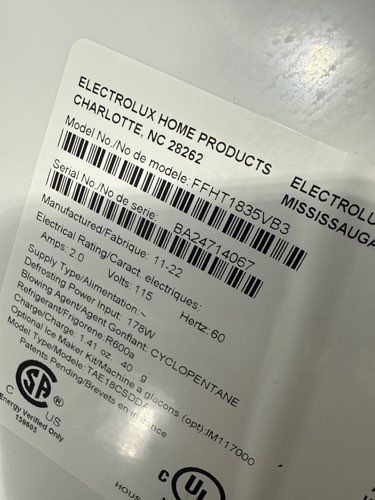 ELECTROLUX HOME PRODUCTS
CHARLOTTE, NC 28262
Model No./No de modele: FFHT1835VB3
Serial No./No de serie: BA24714067
Manufactured/Fabrique: 11-22
Electrical Rating/Caract. electriques:
Amps: 2.0 Volts: 115 Hertz: 60
Supply Type/Alimentation:~
Defrosting Power Input: 178W
Blowing Agent/Agent Gonflant: CYCLOPENTANE
Refrigerant/Frigorene: R600a
Charge/Charge: 1.41 oz. 40 g
Optional Ice Maker Kit/Machine a glacons (opt):IM117000
Model Type/Modele: TAE18CSDD
Patents Pending/Brevets en instance
SA
C US
Energy Verified Only
159805
ELECTROLU
MISSISSAUGA
C UL
HOUS